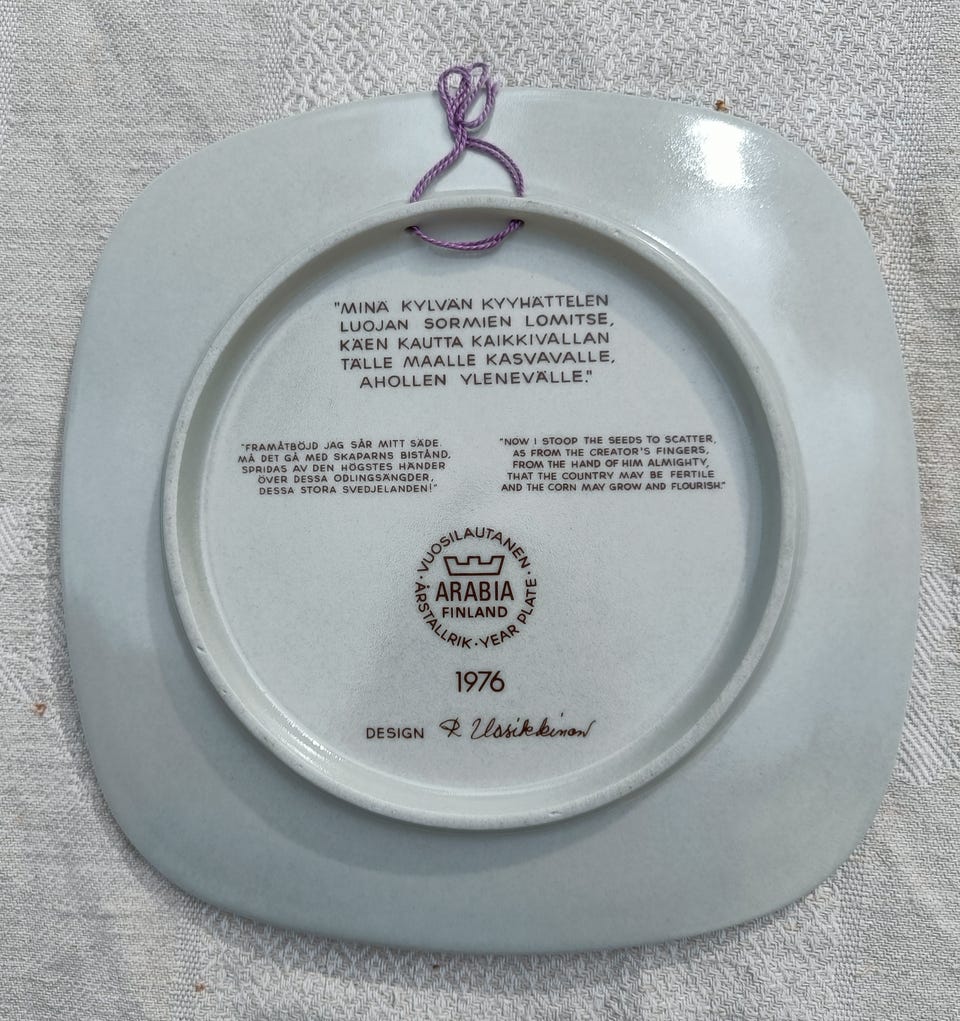 "MINÄ KYLVÄN KYYHÄTTELEN
LUOJAN SORMIEN LOMITSE,
KÄEN KAUTTA KAIKKIVALLAN
TÄLLE MAALLE KASVAVALLE,
AHOLLEN YLENEVÄLLE."
"FRAMÅTBÖJD JAG SÅR MITT SÄDE.
MÅ DET GÅ MED SKAPARNS BISTÅND,
SPRIDAS AV DEN HÖGSTES HÄNDER
ÖVER DESSA ODLINGSÄNGDER,
DESSA STORA SVEDJELANDEN!"
"NOW I STOOP THE SEEDS TO SCATTER,
AS FROM THE CREATOR'S FINGERS,
FROM THE HAND OF HIM ALMIGHTY,
THAT THE COUNTRY MAY BE FERTILE
AND THE CORN MAY GROW AND FLOURISH."
· VUOSILAUTANEN ·
ARABIA
FINLAND
ÅRSTALLRIK · YEAR PLATE
1976
DESIGN R Uosikkinen